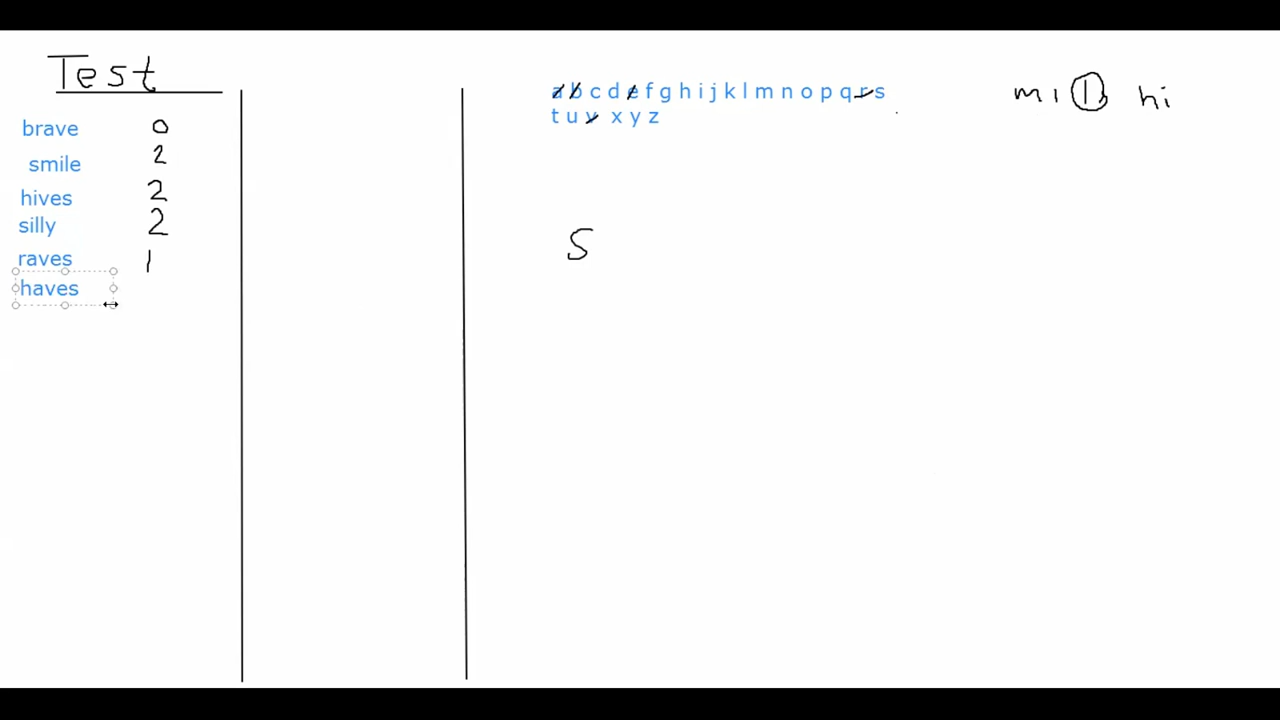 Test
brave 0
smile 2
hives 2
silly 2
raves 1
haves
a b c d e f g h i j k l m n o p q r s
t u v x y z
m i l hi
S